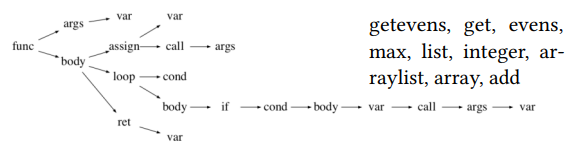 args var var
getevens, get, evens,
func assign call args
max, list, integer, ar-
body
raylist, array, add
loop cond
body if cond body var call args var
ret
var